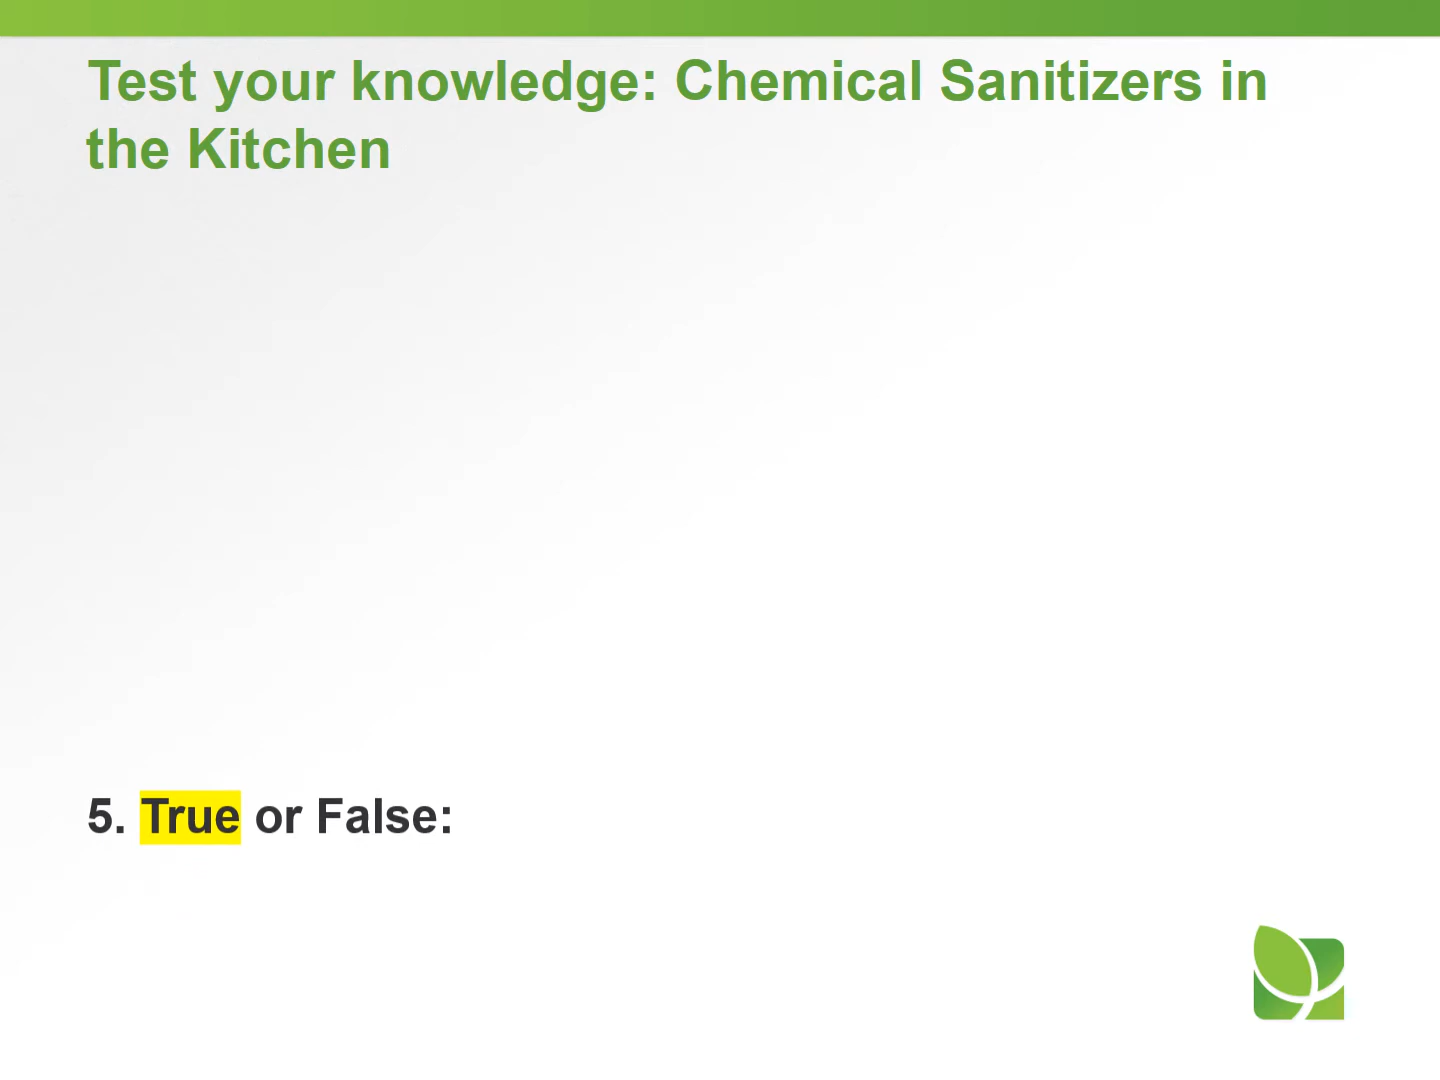 Test your knowledge: Chemical Sanitizers in
the Kitchen
5. True or False: